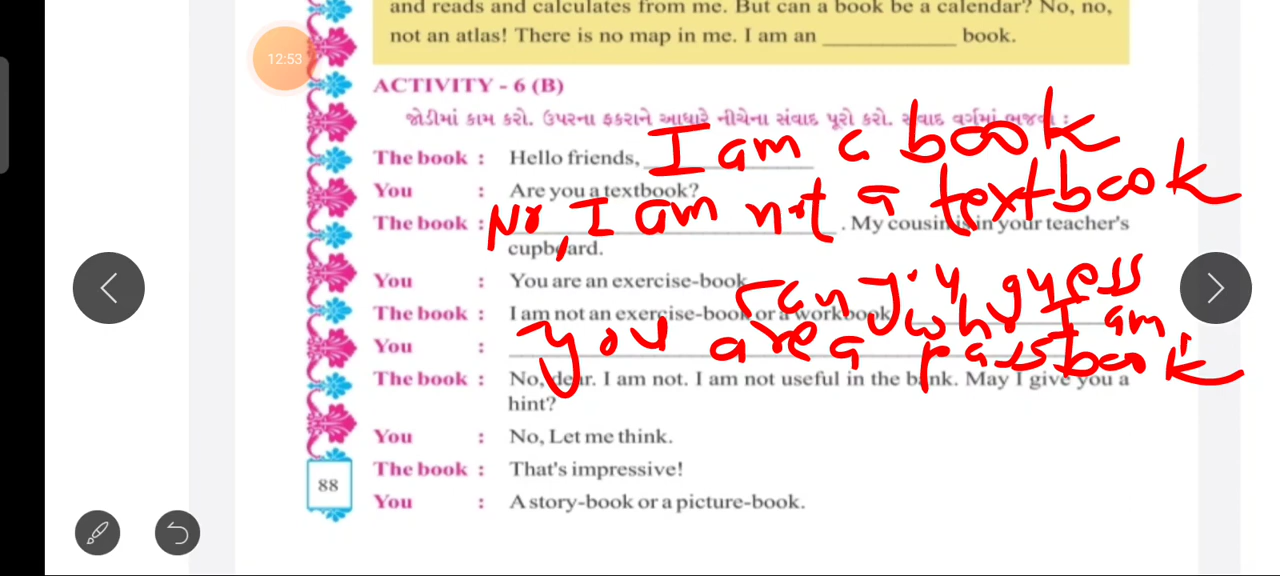 and reads and calculates from me. But can a book be a calendar? No, no,
not an atlas! There is no map in me. I am an ____________ book.
12:53
ACTIVITY - 6 (B)
જોડીમાં કામ કરો. ઉપરના ફકરાને આધારે નીચેના સંવાદ પૂરો કરો. સંવાદ વર્ગમાં ભજવો :
The book : Hello friends, I am a book
You : Are you a textbook?
The book : No, I am not a textbook. My cousin is in your teacher's
cupboard.
You : You are an exercise-book
The book : I am not an exercise-book or a workbook can guess who I am
You : you are a passbook
The book : No, dear. I am not. I am not useful in the bank. May I give you a
hint?
You : No, Let me think.
The book : That's impressive!
You : A story-book or a picture-book.
88